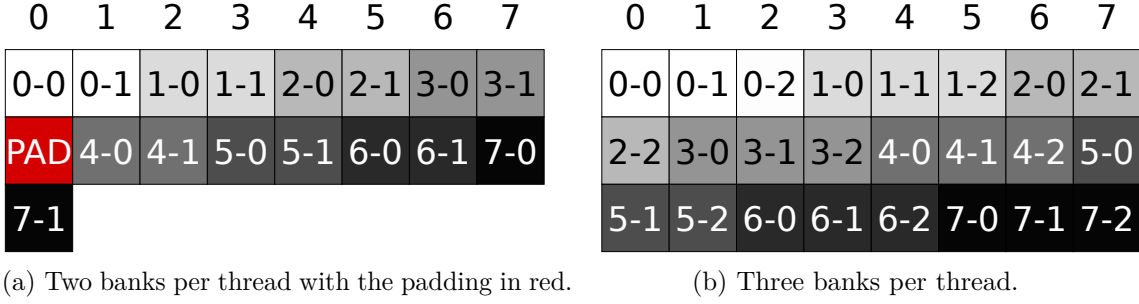 0 1 2 3 4 5 6 7
0-0 0-1 1-0 1-1 2-0 2-1 3-0 3-1
PAD 4-0 4-1 5-0 5-1 6-0 6-1 7-0
7-1
(a) Two banks per thread with the padding in red.
0 1 2 3 4 5 6 7
0-0 0-1 0-2 1-0 1-1 1-2 2-0 2-1
2-2 3-0 3-1 3-2 4-0 4-1 4-2 5-0
5-1 5-2 6-0 6-1 6-2 7-0 7-1 7-2
(b) Three banks per thread.